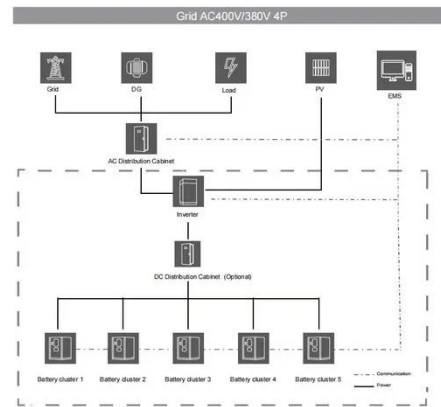 Grid AC400V/380V 4P
Grid
DG
Load
PV
EMS
AC Distribution Cabinet
Inverter
DC Distribution Cabinet (Optional)
Battery cluster 1
Battery cluster 2
Battery cluster 3
Battery cluster 4
Battery cluster 5
Communication
Power